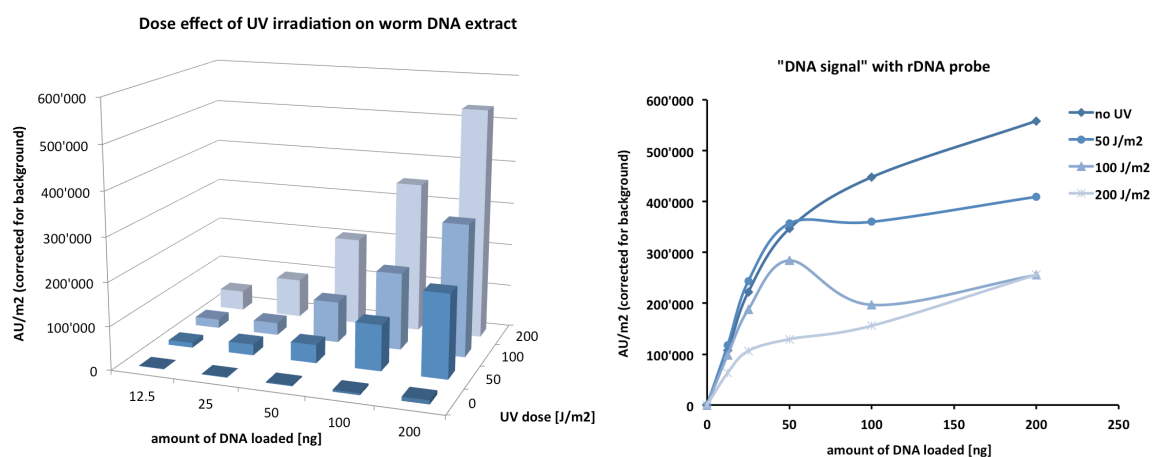 Dose effect of UV irradiation on worm DNA extract
AU/m2 (corrected for background)
600'000
500'000
400'000
300'000
200'000
100'000
0
12.5
25
50
100
200
amount of DNA loaded [ng]
0
50
100
200
UV dose [J/m2]
"DNA signal" with rDNA probe
AU/m2 (corrected for background)
600'000
500'000
400'000
300'000
200'000
100'000
0
0
50
100
150
200
250
amount of DNA loaded [ng]
no UV
50 J/m2
100 J/m2
200 J/m2